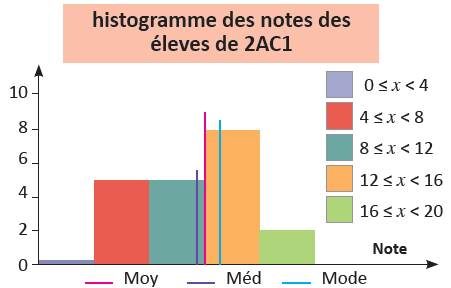 histogramme des notes des
éleves de 2AC1
10
8
6
4
2
0
0 ≤ x < 4
4 ≤ x < 8
8 ≤ x < 12
12 ≤ x < 16
16 ≤ x < 20
Note
Moy Méd Mode